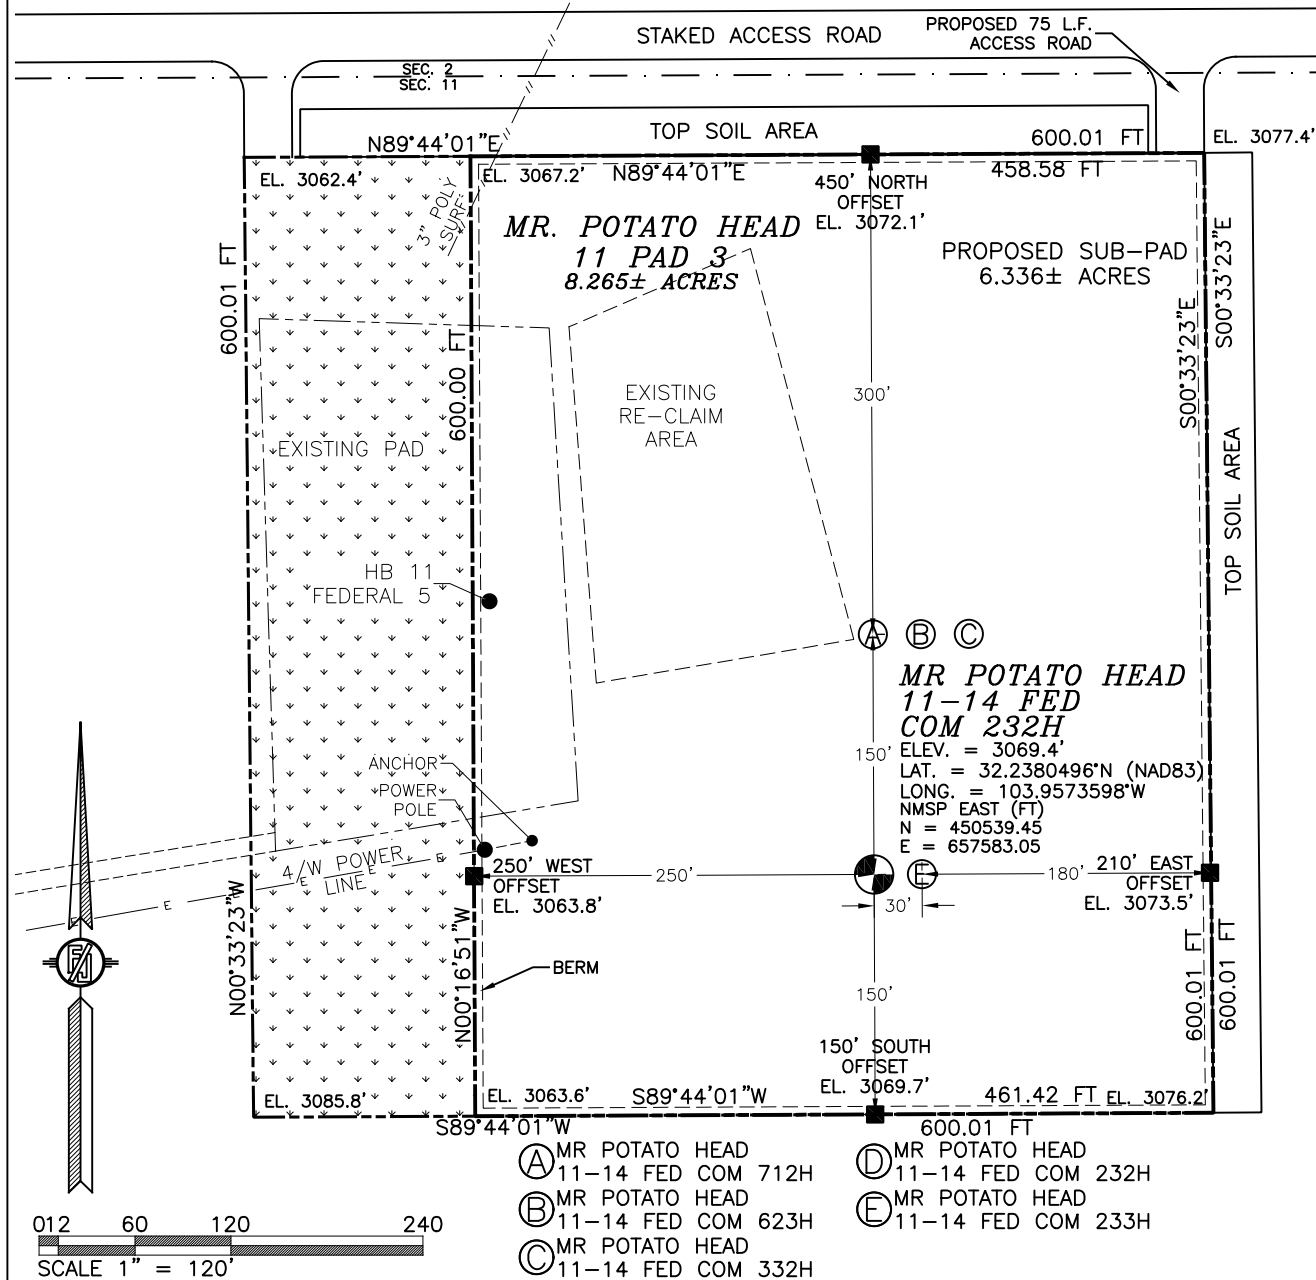 STAKED ACCESS ROAD
PROPOSED 75 L.F.
ACCESS ROAD
SEC. 2
SEC. 11
TOP SOIL AREA
N89°44'01"E
600.01 FT
EL. 3077.4'
EL. 3062.4'
EL. 3067.2'
N89°44'01"E
458.58 FT
450' NORTH
OFFSET
EL. 3072.1'
3" POLY
SURF.
MR. POTATO HEAD
11 PAD 3
8.265± ACRES
PROPOSED SUB-PAD
6.336± ACRES
600.01 FT
600.00 FT
S00°33'23"E
S00°33'23"E
300'
EXISTING
RE-CLAIM
AREA
EXISTING PAD
TOP SOIL AREA
HB 11
FEDERAL 5
A
B
C
MR POTATO HEAD
11-14 FED
COM 232H
ELEV. = 3069.4'
LAT. = 32.2380496°N (NAD83)
LONG. = 103.9573598°W
NMSP EAST (FT)
N = 450539.45
E = 657583.05
150'
ANCHOR
POWER
POLE
4/W POWER
LINE
E
E
E
E
E
250' WEST
OFFSET
EL. 3063.8'
250'
E
180'
210' EAST
OFFSET
EL. 3073.5'
30'
N00°33'23"W
N00°16'51"W
BERM
150'
600.01 FT
600.01 FT
150' SOUTH
OFFSET
EL. 3069.7'
EL. 3085.8'
EL. 3063.6'
S89°44'01"W
461.42 FT
EL. 3076.2'
S89°44'01"W
600.01 FT
A MR POTATO HEAD
11-14 FED COM 712H
B MR POTATO HEAD
11-14 FED COM 623H
C MR POTATO HEAD
11-14 FED COM 332H
D MR POTATO HEAD
11-14 FED COM 232H
E MR POTATO HEAD
11-14 FED COM 233H
012 60 120 240
SCALE 1" = 120'